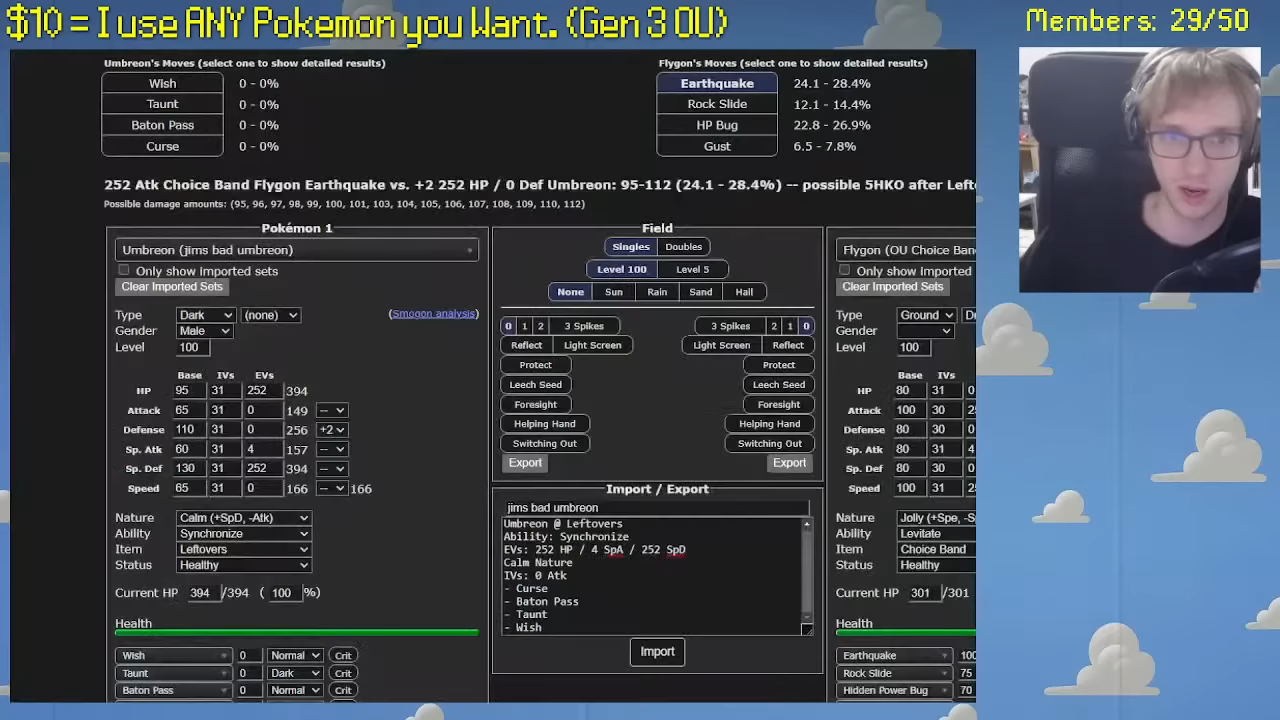 $10 = I use ANY Pokemon you Want. (Gen 3 OU)
Members: 29/50
Umbreon's Moves (select one to show detailed results)
Wish 0 - 0%
Taunt 0 - 0%
Baton Pass 0 - 0%
Curse 0 - 0%
Flygon's Moves (select one to show detailed results)
Earthquake 24.1 - 28.4%
Rock Slide 12.1 - 14.4%
HP Bug 22.8 - 26.9%
Gust 6.5 - 7.8%
252 Atk Choice Band Flygon Earthquake vs. +2 252 HP / 0 Def Umbreon: 95-112 (24.1 - 28.4%) -- possible 5HKO after Left
Possible damage amounts: (95, 96, 97, 98, 99, 100, 101, 103, 104, 105, 106, 107, 108, 109, 110, 112)
Pokémon 1
Umbreon (jims bad umbreon)
Only show imported sets
Clear Imported Sets
Type Dark (none) (Smogon analysis)
Gender Male
Level 100
Base IVs EVs
HP 95 31 252 394
Attack 65 31 0 149 --
Defense 110 31 0 256 +2
Sp. Atk 60 31 4 157 --
Sp. Def 130 31 252 394 --
Speed 65 31 0 166 -- 166
Nature Calm (+SpD, -Atk)
Ability Synchronize
Item Leftovers
Status Healthy
Current HP 394 /394 ( 100 %)
Health
Wish 0 Normal Crit
Taunt 0 Dark Crit
Baton Pass 0 Normal Crit
Field
Singles Doubles
Level 100 Level 5
None Sun Rain Sand Hail
0 1 2 3 Spikes 3 Spikes 2 1 0
Reflect Light Screen Light Screen Reflect
Protect Protect
Leech Seed Leech Seed
Foresight Foresight
Helping Hand Helping Hand
Switching Out Switching Out
Export Export
Import / Export
jims bad umbreon
Umbreon @ Leftovers
Ability: Synchronize
EVs: 252 HP / 4 SpA / 252 SpD
Calm Nature
IVs: 0 Atk
- Curse
- Baton Pass
- Taunt
- Wish
Import
Flygon (OU Choice Ban
Only show imported
Clear Imported Sets
Type Ground
Gender
Level 100
Base IVs
HP 80 31 0
Attack 100 30
Defense 80 30 0
Sp. Atk 80 31 4
Sp. Def 80 30 0
Speed 100 31
Nature Jolly (+Spe, -S
Ability Levitate
Item Choice Band
Status Healthy
Current HP 301 /301
Health
Earthquake 100
Rock Slide 75
Hidden Power Bug 70